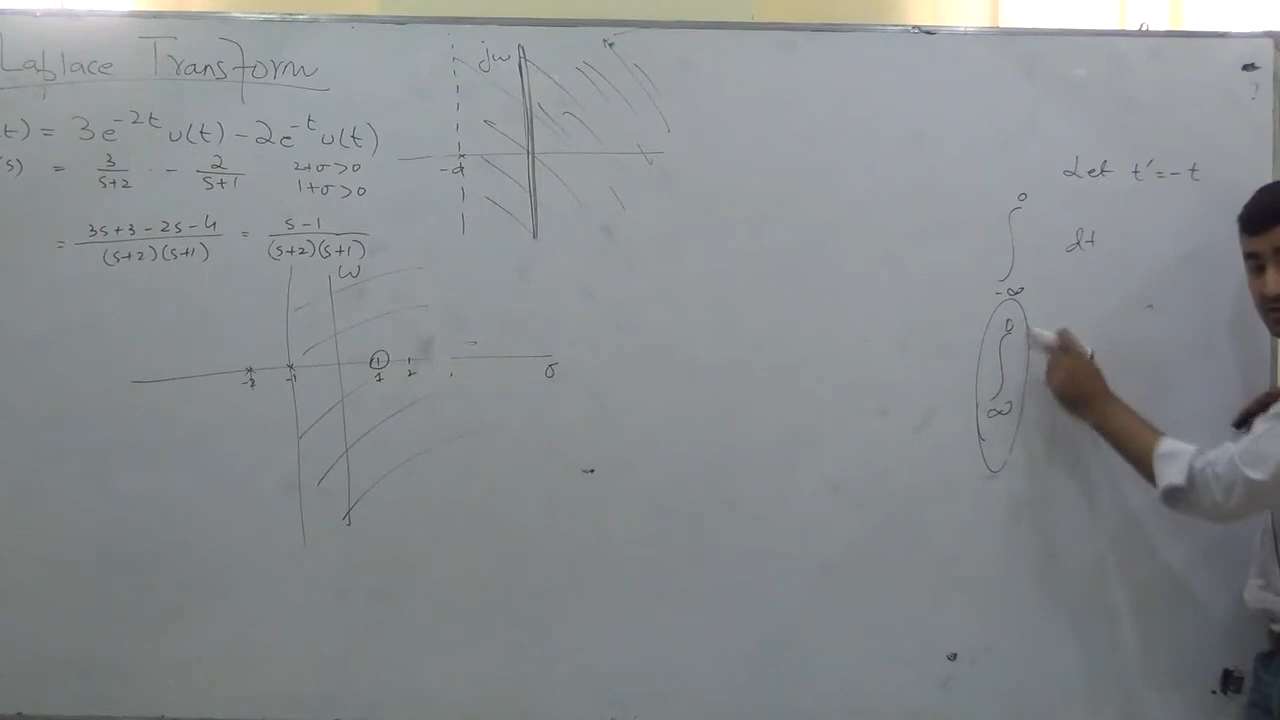 Laplace Transform
t) = 3e^{-2t} u(t) - 2e^{-t} u(t)
s) = 3/(s+2) - 2/(s+1) 2+σ>0
1+σ>0
= (3s+3-2s-4)/((s+2)(s+1)) = (s-1)/((s+2)(s+1))
jω
-a
ω
-2 -1 1 2 σ
Let t' = -t
∫_{-∞}^{0} dt
∫_{∞}^{0}